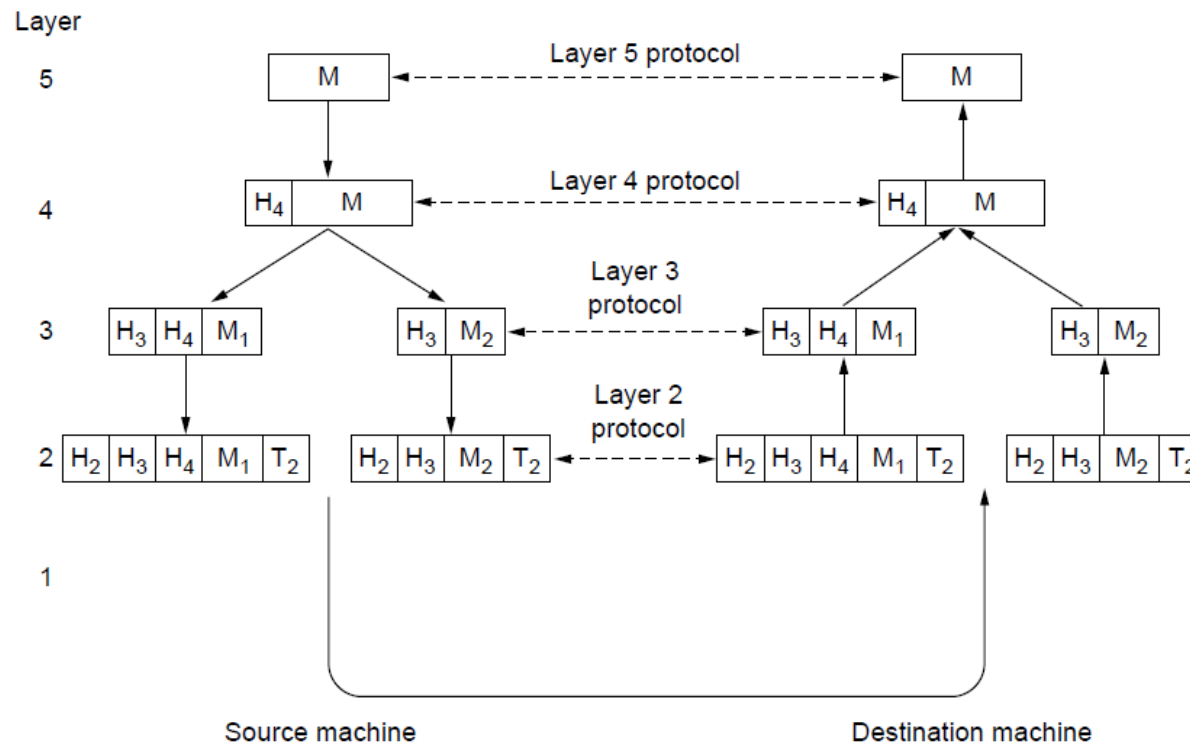 Layer
5 M Layer 5 protocol M
4 H₄ M Layer 4 protocol H₄ M
Layer 3
protocol
3 H₃ H₄ M₁ H₃ M₂ H₃ H₄ M₁ H₃ M₂
Layer 2
protocol
2 H₂ H₃ H₄ M₁ T₂ H₂ H₃ M₂ T₂ H₂ H₃ H₄ M₁ T₂ H₂ H₃ M₂ T₂
1
Source machine Destination machine